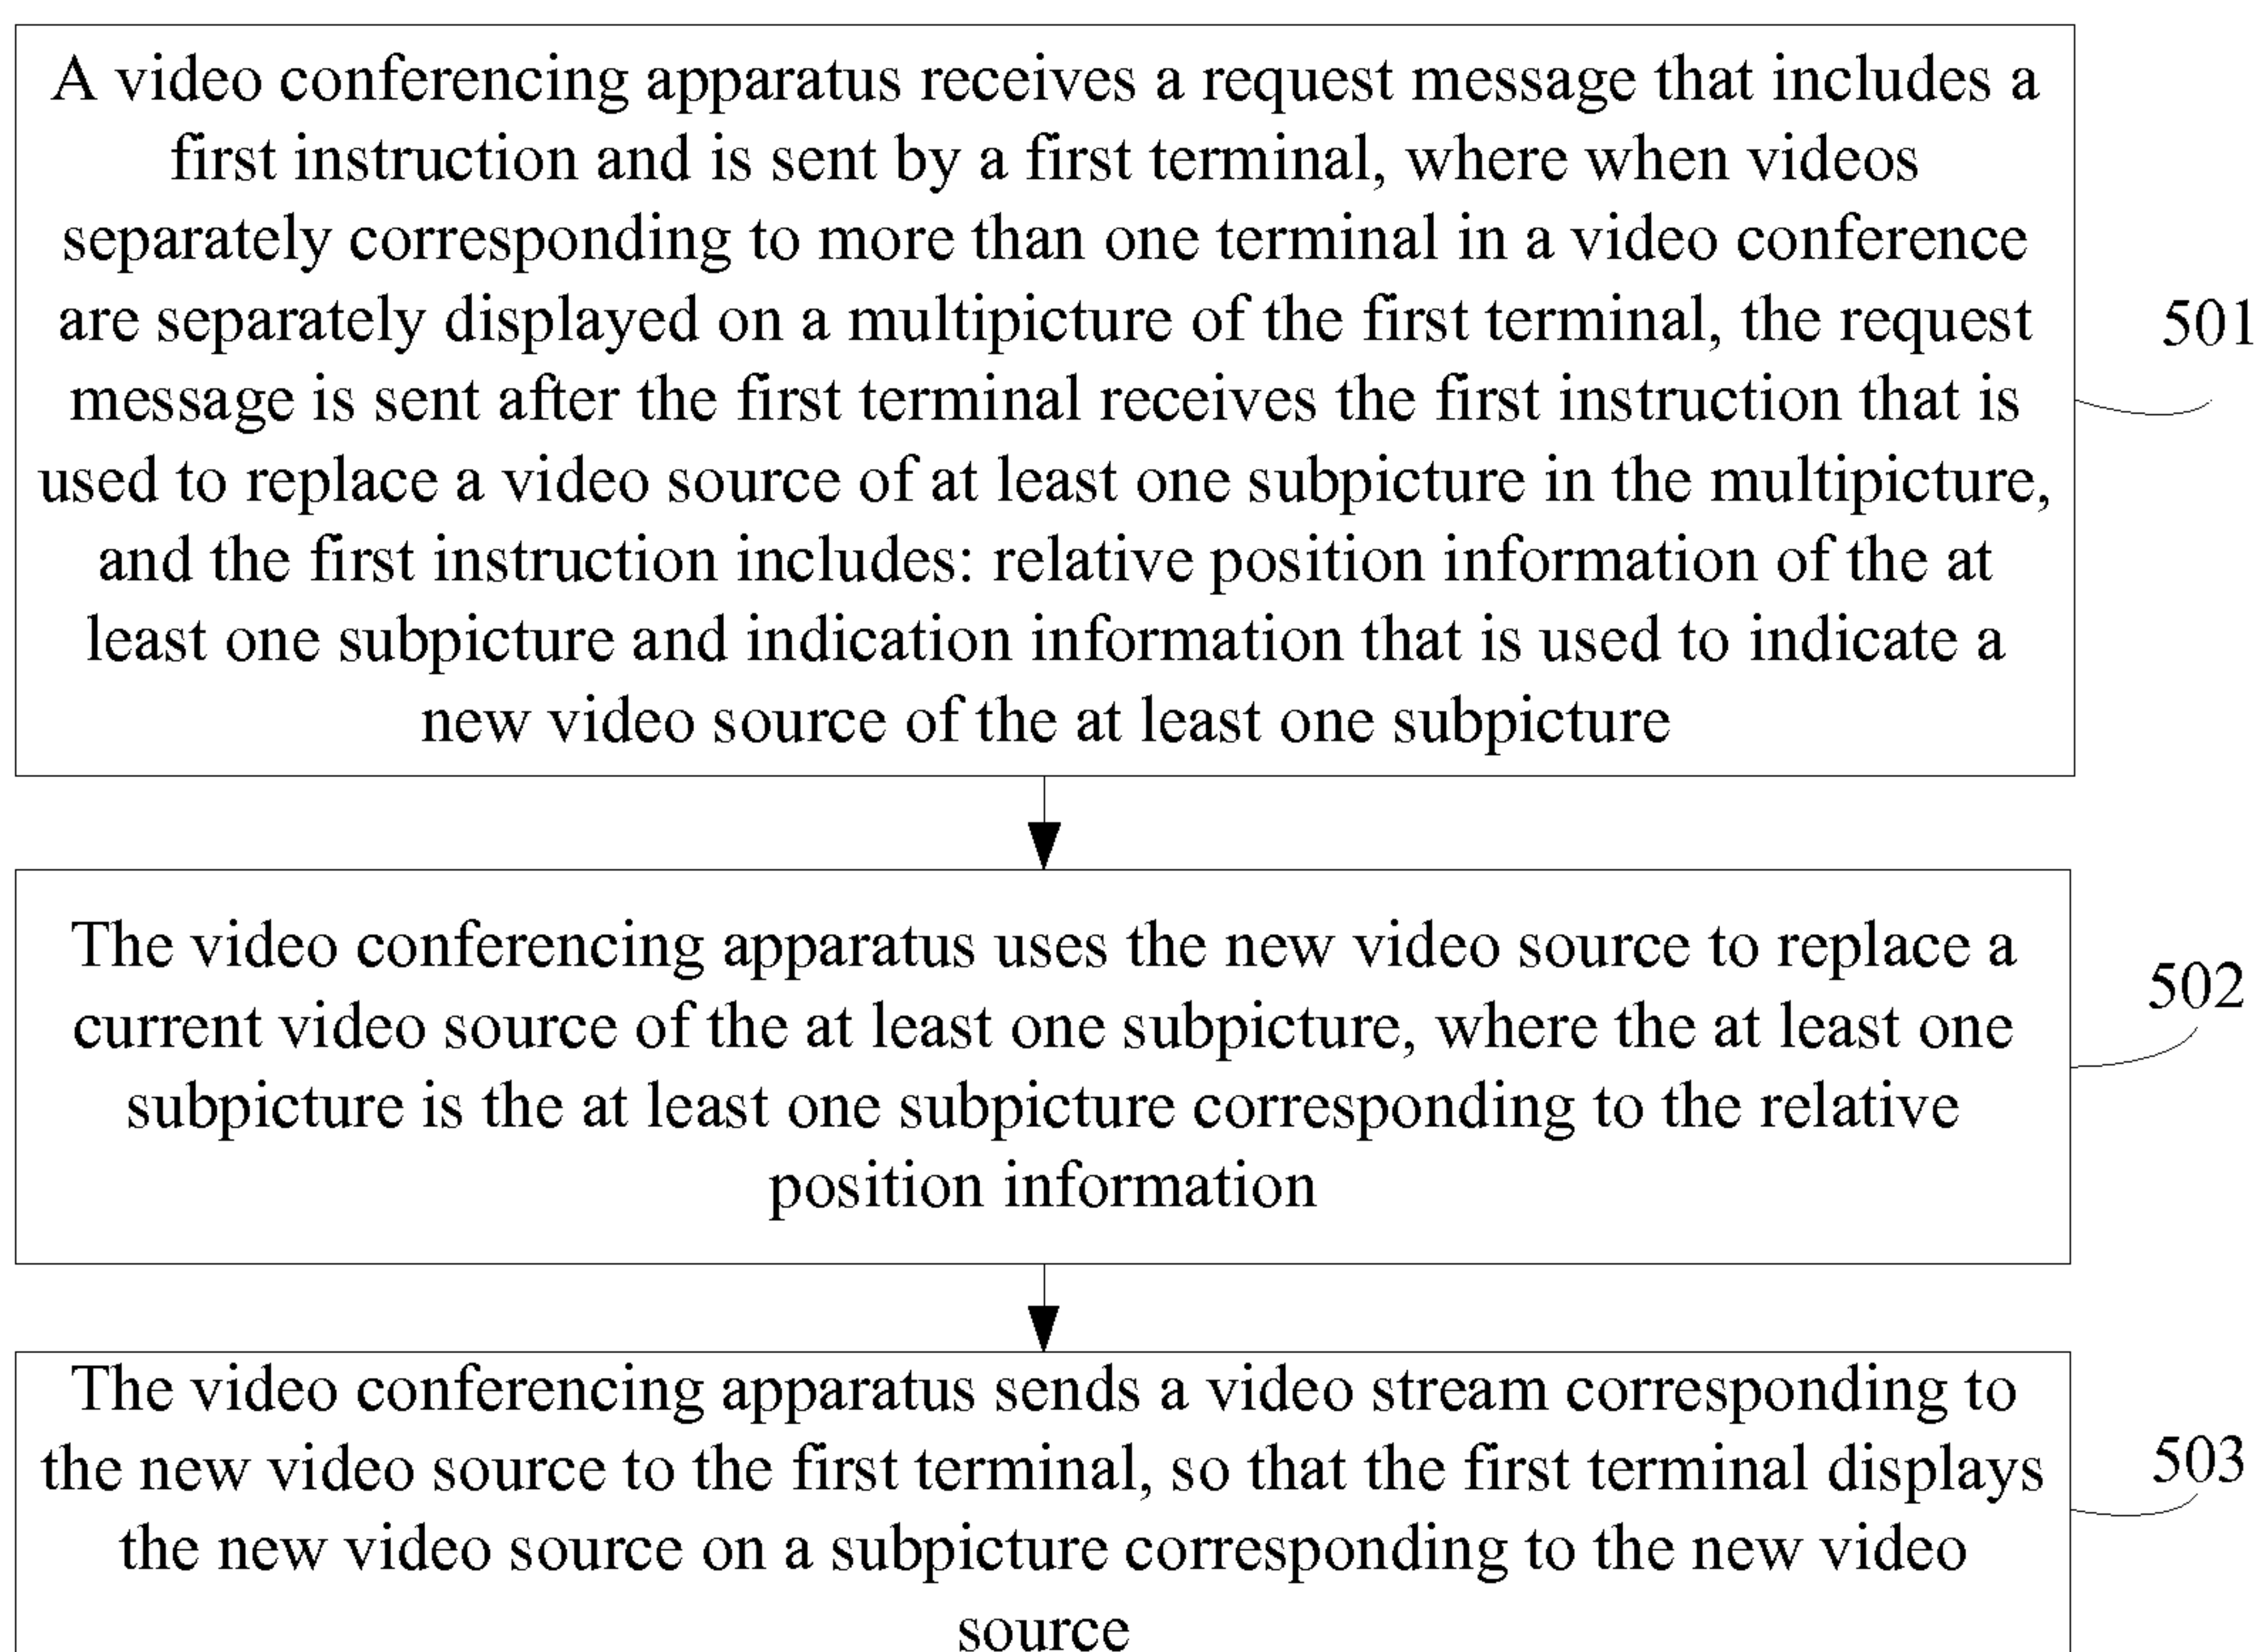 A video conferencing apparatus receives a request message that includes a
first instruction and is sent by a first terminal, where when videos
separately corresponding to more than one terminal in a video conference
are separately displayed on a multipicture of the first terminal, the request
message is sent after the first terminal receives the first instruction that is
used to replace a video source of at least one subpicture in the multipicture,
and the first instruction includes: relative position information of the at
least one subpicture and indication information that is used to indicate a
new video source of the at least one subpicture
501
The video conferencing apparatus uses the new video source to replace a
current video source of the at least one subpicture, where the at least one
subpicture is the at least one subpicture corresponding to the relative
position information
502
The video conferencing apparatus sends a video stream corresponding to
the new video source to the first terminal, so that the first terminal displays
the new video source on a subpicture corresponding to the new video
source
503